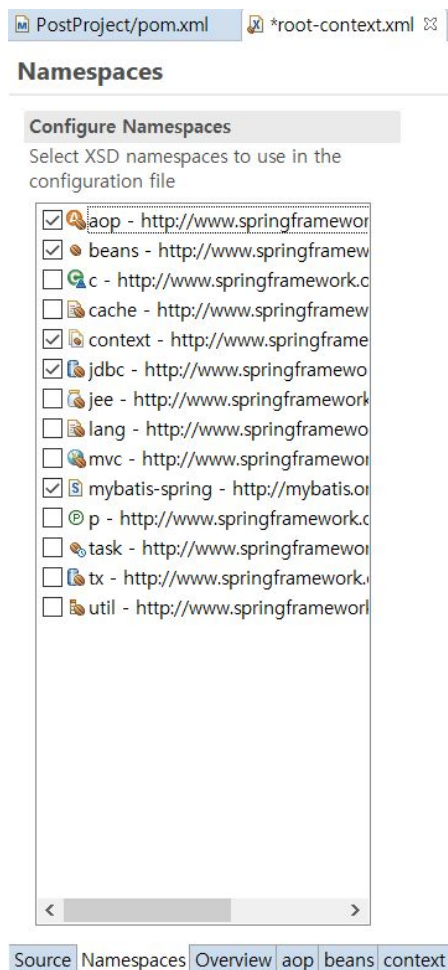 PostProject/pom.xml *root-context.xml
Namespaces
Configure Namespaces
Select XSD namespaces to use in the
configuration file
aop - http://www.springframewor
beans - http://www.springframew
c - http://www.springframework.c
cache - http://www.springframew
context - http://www.springframe
jdbc - http://www.springframewo
jee - http://www.springframework
lang - http://www.springframewo
mvc - http://www.springframewor
mybatis-spring - http://mybatis.or
p - http://www.springframework.c
task - http://www.springframewor
tx - http://www.springframework.
util - http://www.springframework
Source Namespaces Overview aop beans context